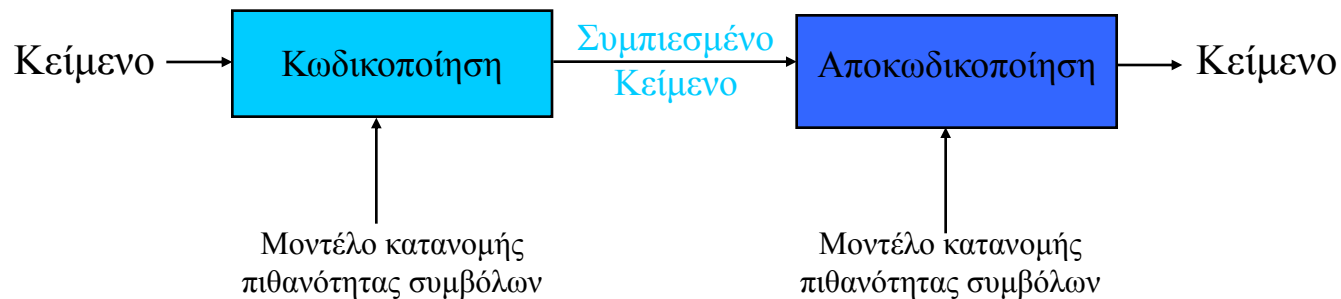 Κείμενο
Κωδικοποίηση
Συμπιεσμένο
Κείμενο
Αποκωδικοποίηση
Κείμενο
Μοντέλο κατανομής
πιθανότητας συμβόλων
Μοντέλο κατανομής
πιθανότητας συμβόλων